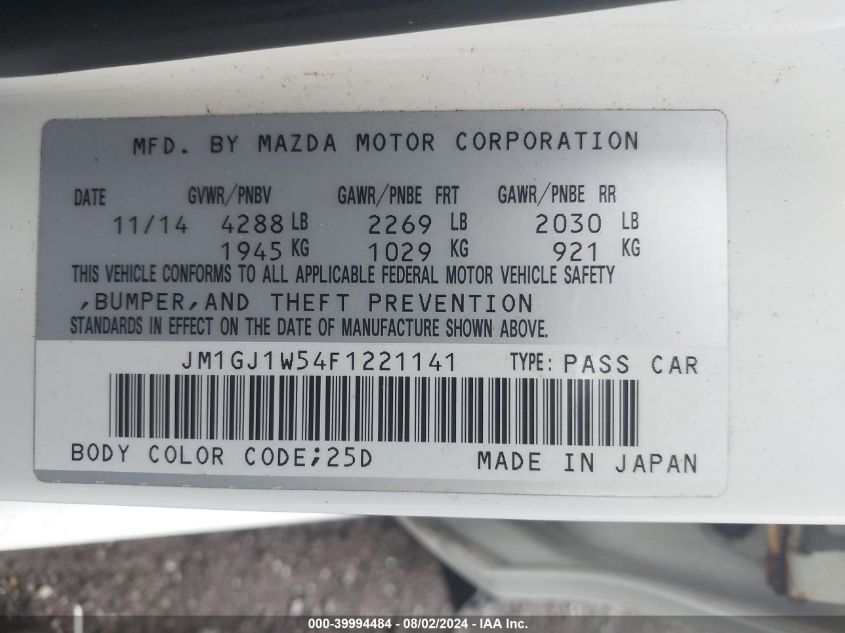 MFD. BY MAZDA MOTOR CORPORATION
DATE GVWR/PNBV GAWR/PNBE FRT GAWR/PNBE RR
11/14 4288 LB 2269 LB 2030 LB
1945 KG 1029 KG 921 KG
THIS VEHICLE CONFORMS TO ALL APPLICABLE FEDERAL MOTOR VEHICLE SAFETY
,BUMPER,AND THEFT PREVENTION
STANDARDS IN EFFECT ON THE DATE OF MANUFACTURE SHOWN ABOVE.
JM1GJ1W54F1221141 TYPE: PASS CAR
BODY COLOR CODE;25D MADE IN JAPAN
000-39994484 - 08/02/2024 - IAA Inc.